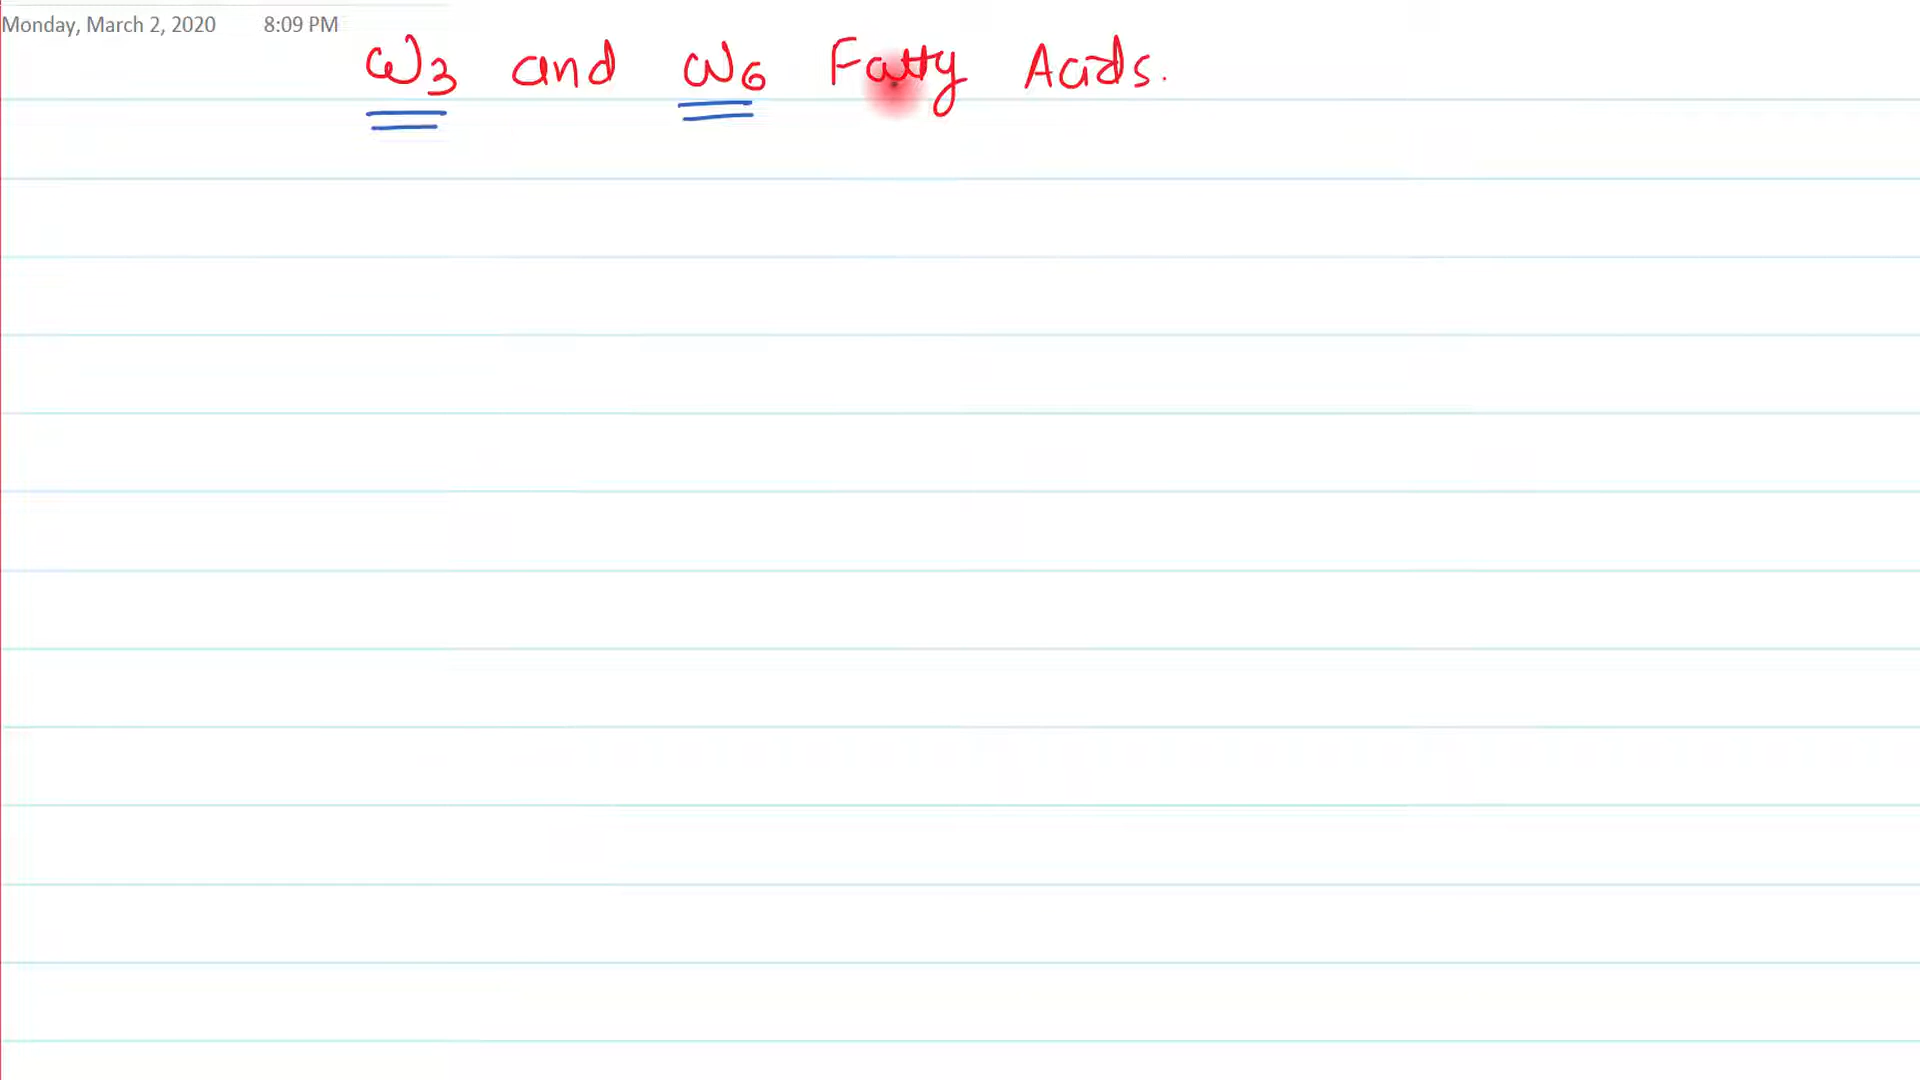 Monday, March 2, 2020 8:09 PM
ω3 and ω6 Fatty Acids.